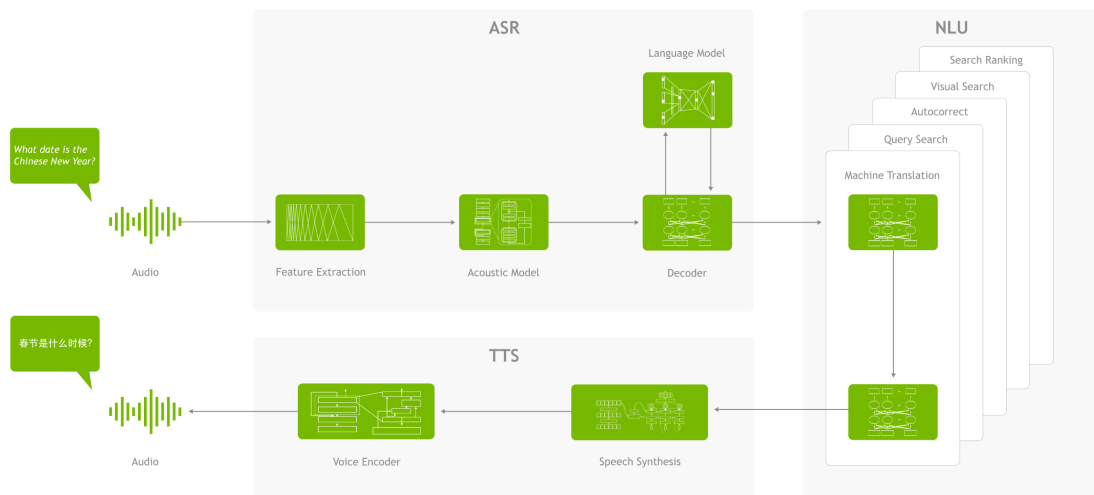 ASR
NLU
Language Model
Search Ranking
Visual Search
Autocorrect
Query Search
Machine Translation
What date is the
Chinese New Year?
Audio
Feature Extraction
Acoustic Model
Decoder
TTS
春节是什么时候?
Audio
Voice Encoder
Speech Synthesis